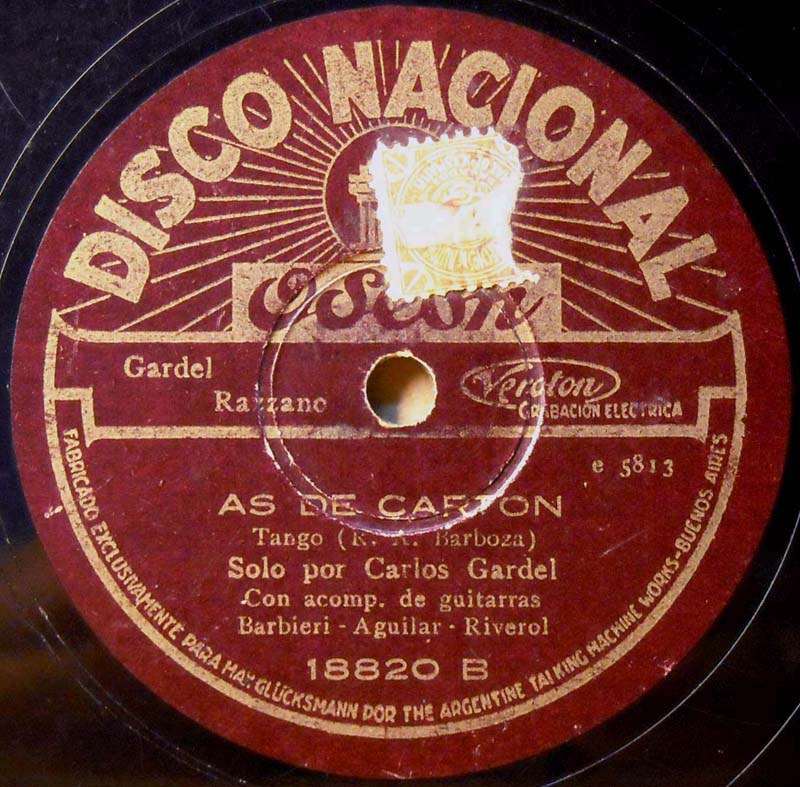 DISCO NACIONAL
Odeon
Gardel
Razzano
Veroton
GRABACIÓN ELECTRICA
e 5813
AS DE CARTON
Tango (R. A. Barboza)
Solo por Carlos Gardel
Con acomp. de guitarras
Barbieri - Aguilar - Riverol
18820 B
FABRICADO EXCLUSIVAMENTE PARA MAX GLÜCKSMANN POR THE ARGENTINE TALKING MACHINE WORKS-BUENOS AIRES